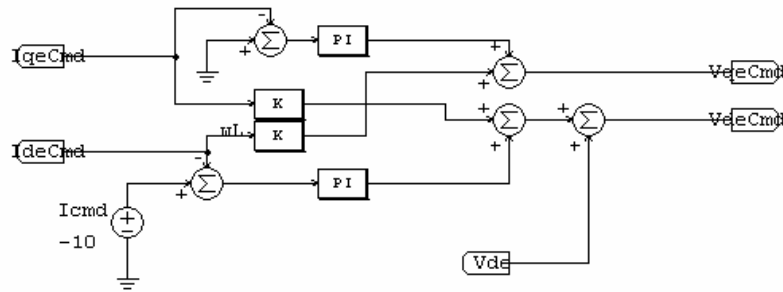 PI
IqeCmd
VqeCmd
K
VdeCmd
wL
K
IdeCmd
PI
Icmd
-10
Vde